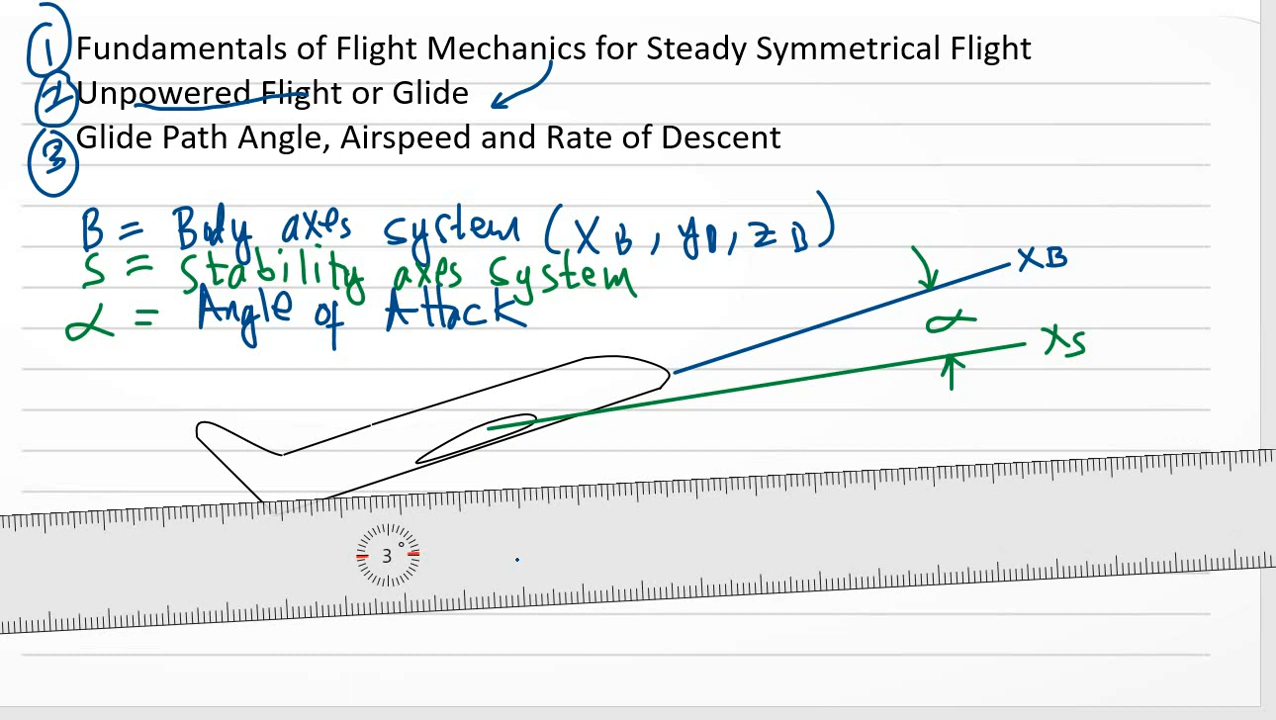 ① Fundamentals of Flight Mechanics for Steady Symmetrical Flight
② Unpowered Flight or Glide
③ Glide Path Angle, Airspeed and Rate of Descent
B = Body axes system (XB, yB, zB)
S = Stability axes system
α = Angle of Attack
XB
α
XS
3°